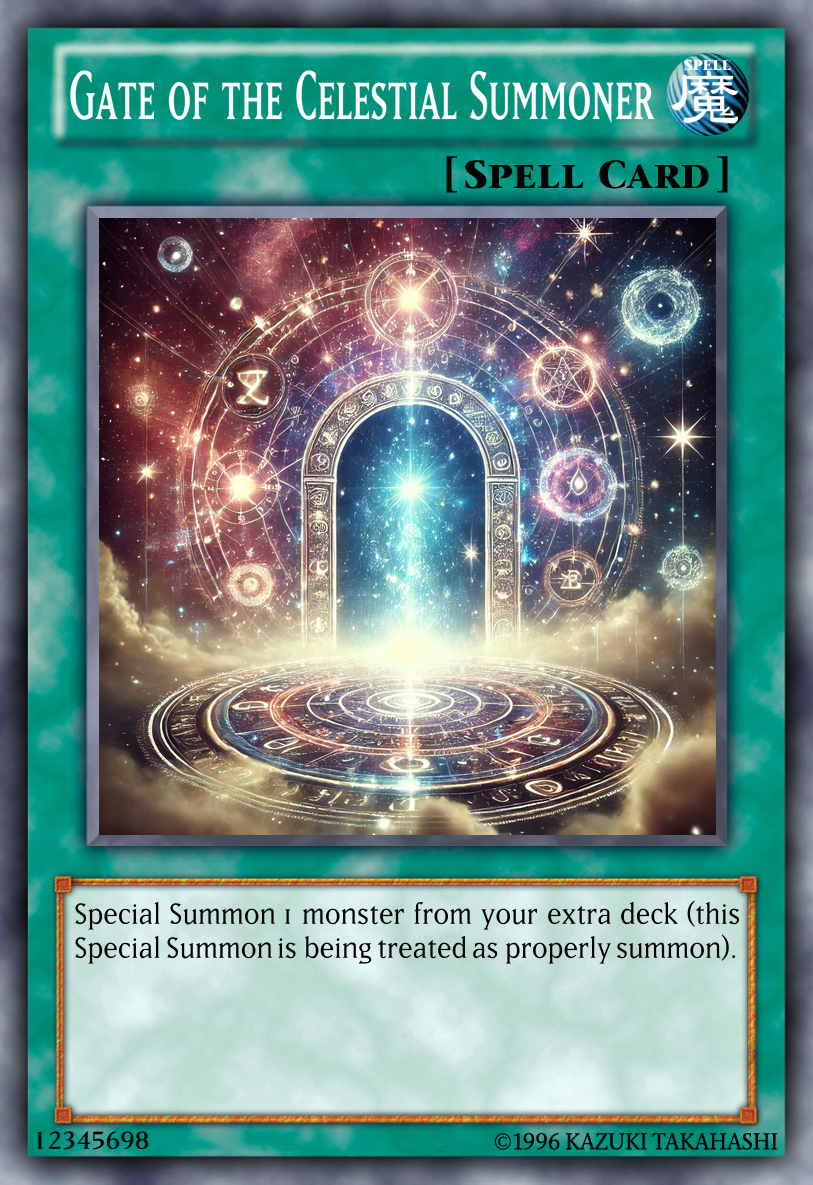 Gate of the Celestial Summoner
SPELL
魔
[Spell Card]
Special Summon 1 monster from your extra deck (this
Special Summon is being treated as properly summon).
12345698
©1996 KAZUKI TAKAHASHI